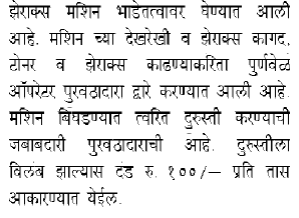 झेराक्स मशिन भाडेतत्वावर घेण्यात आली
आहे. मशिन च्या देखरेखी व झेराक्स कागद,
टोनर व झेराक्स काढण्याकरिता पुर्णवेळ
ऑपरेटर पुरवठादारा द्वारे करण्यात आली आहे.
मशिन बिघडण्यात त्वरित दुरुस्ती करण्याची
जबाबदारी पुरवठादाराची आहे. दुरुस्तीला
विलंब झाल्यास दंड रु. १००/– प्रति तास
आकारण्यात येईल.